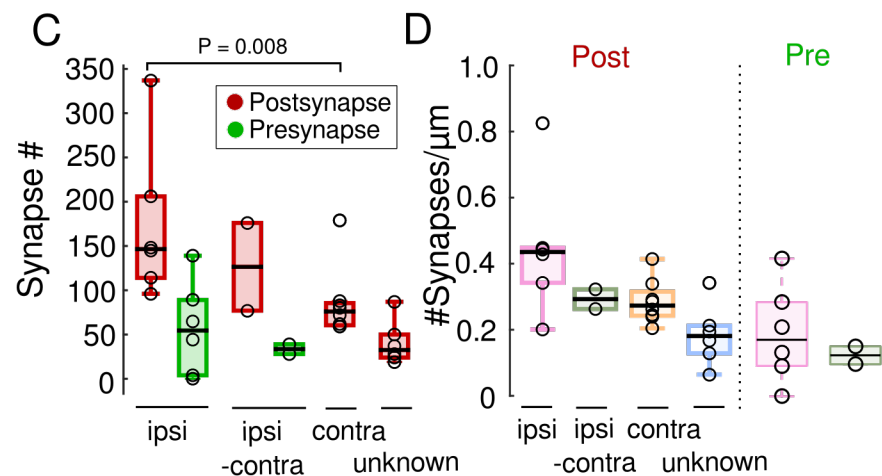 C
P = 0.008
350
300
250
200
150
100
50
0
Synapse #
Postsynapse
Presynapse
ipsi
ipsi
-contra
contra
unknown
D
Post
Pre
1.0
0.8
0.6
0.4
0.2
0
#Synapses/µm
ipsi
ipsi
-contra
contra
unknown